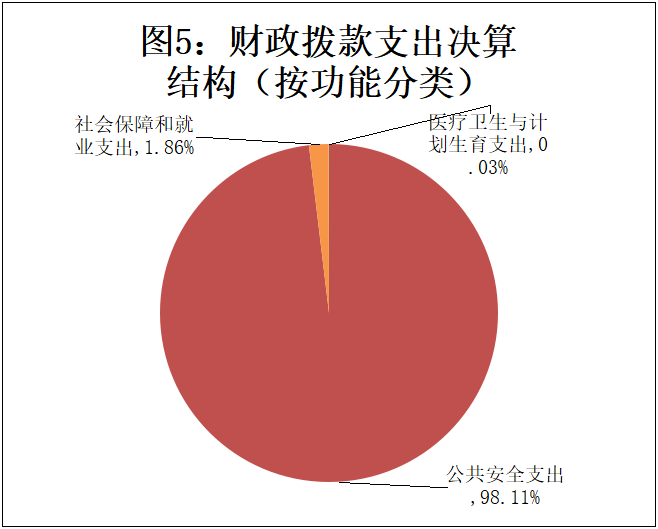 图5：财政拨款支出决算
结构（按功能分类）
社会保障和就
业支出,1.86%
医疗卫生与计
划生育支出,0
.03%
公共安全支出
,98.11%